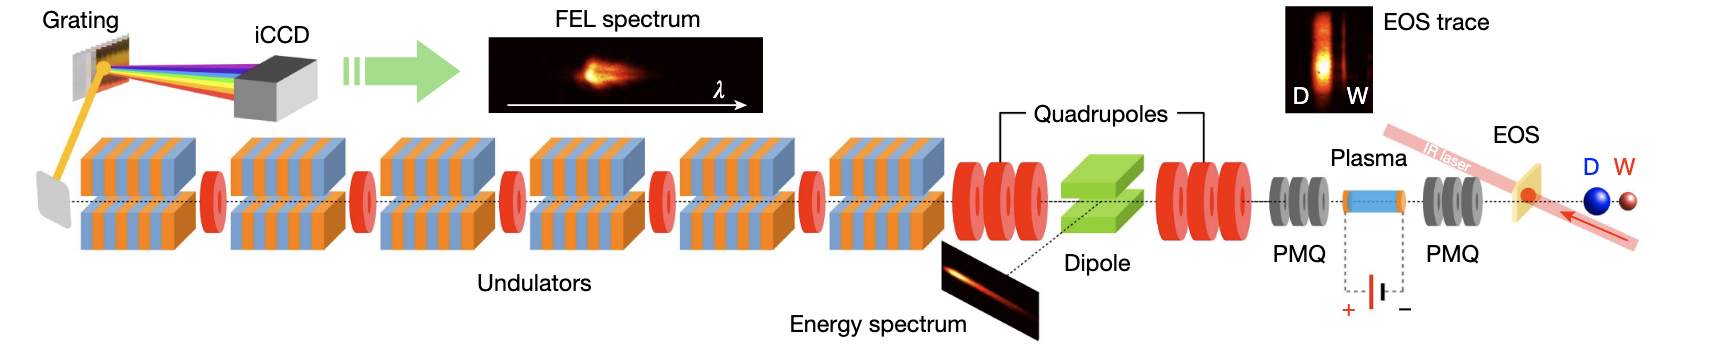 Grating
iCCD
FEL spectrum
λ
EOS trace
D
W
Quadrupoles
IR laser
EOS
Plasma
D
W
PMQ
PMQ
Dipole
Undulators
Energy spectrum
+
−